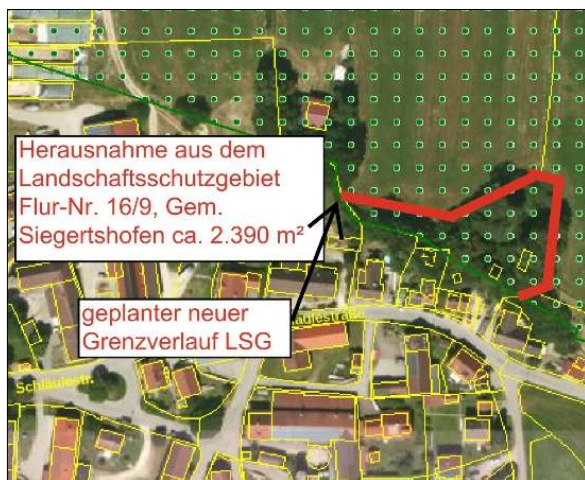 Herausnahme aus dem
Landschaftsschutzgebiet
Flur-Nr. 16/9, Gem.
Siegertshofen ca. 2.390 m²
geplanter neuer
Grenzverlauf LSG
Schlaulestr.